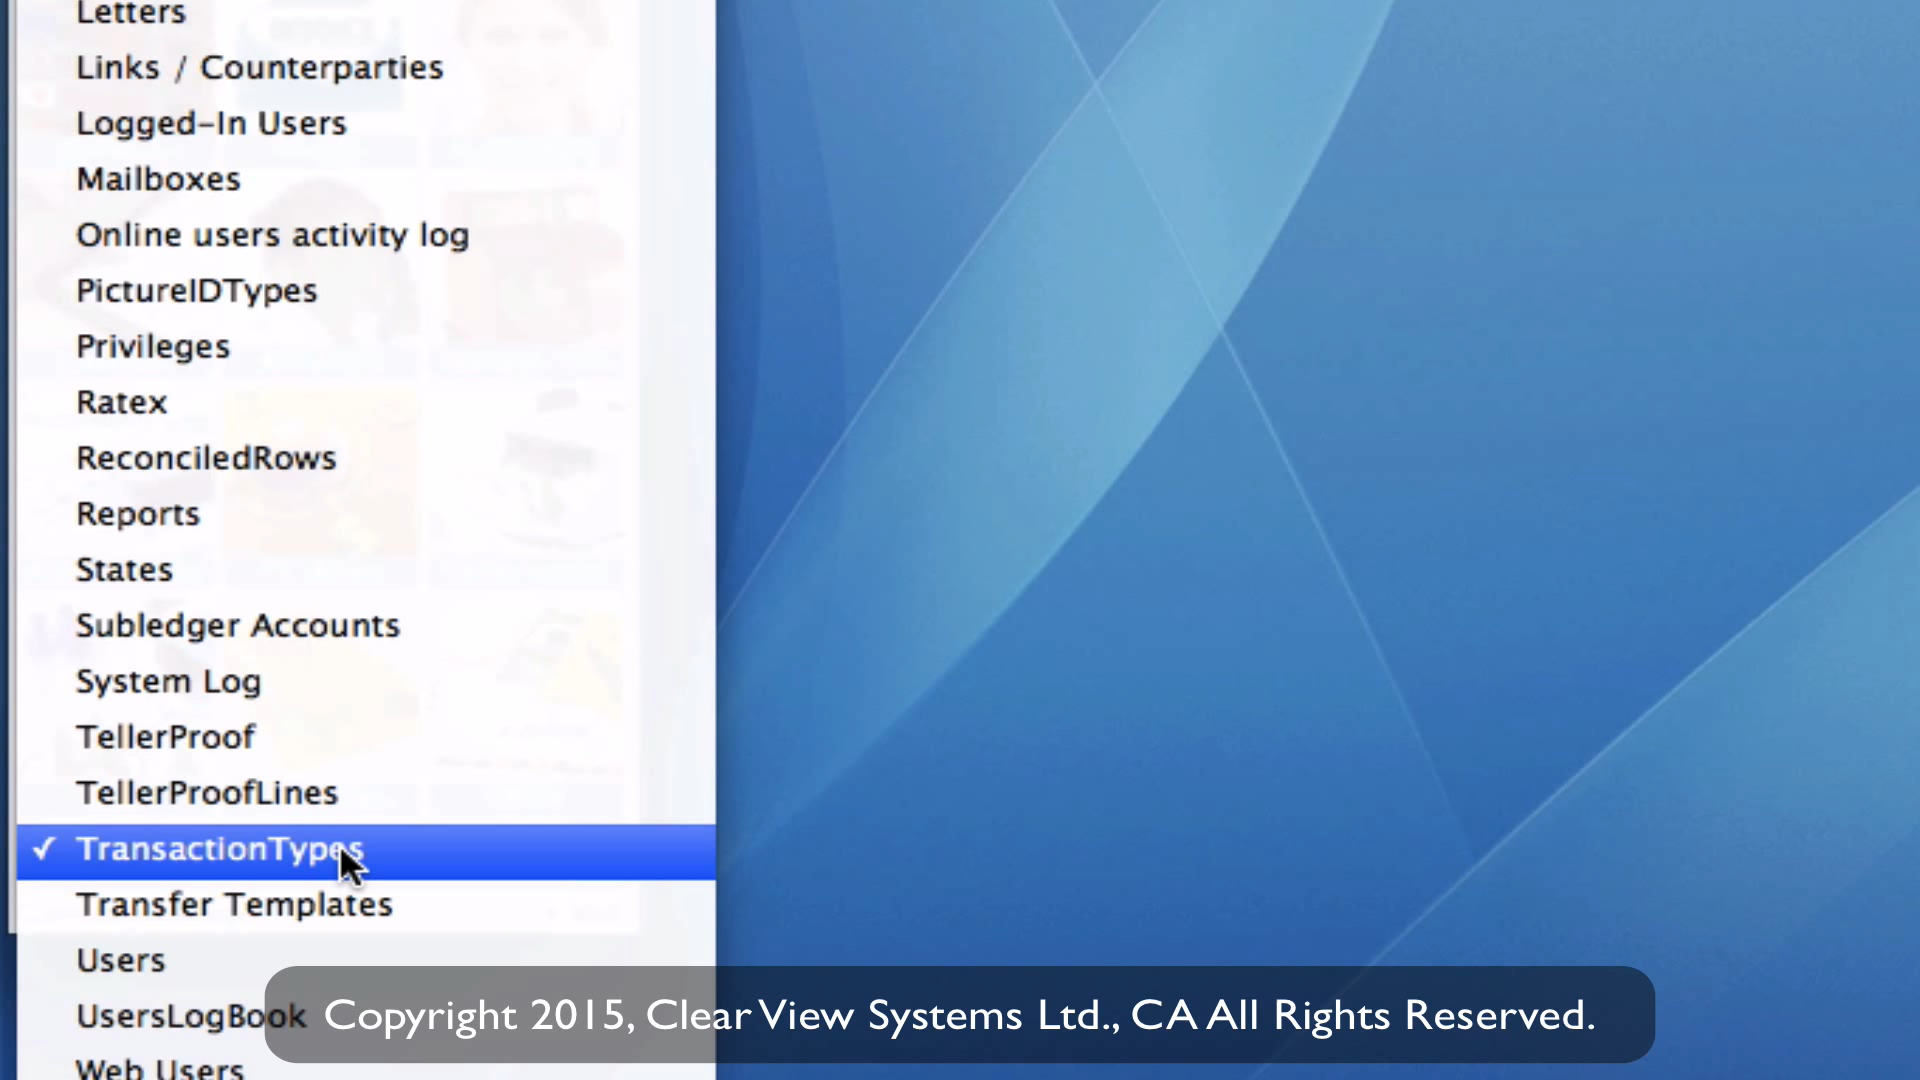 Letters
Links / Counterparties
Logged-In Users
Mailboxes
Online users activity log
PictureIDTypes
Privileges
Ratex
ReconciledRows
Reports
States
Subledger Accounts
System Log
TellerProof
TellerProofLines
✓ TransactionTypes
Transfer Templates
Users
UsersLogBook
Copyright 2015, Clear View Systems Ltd., CA All Rights Reserved.
Web Users